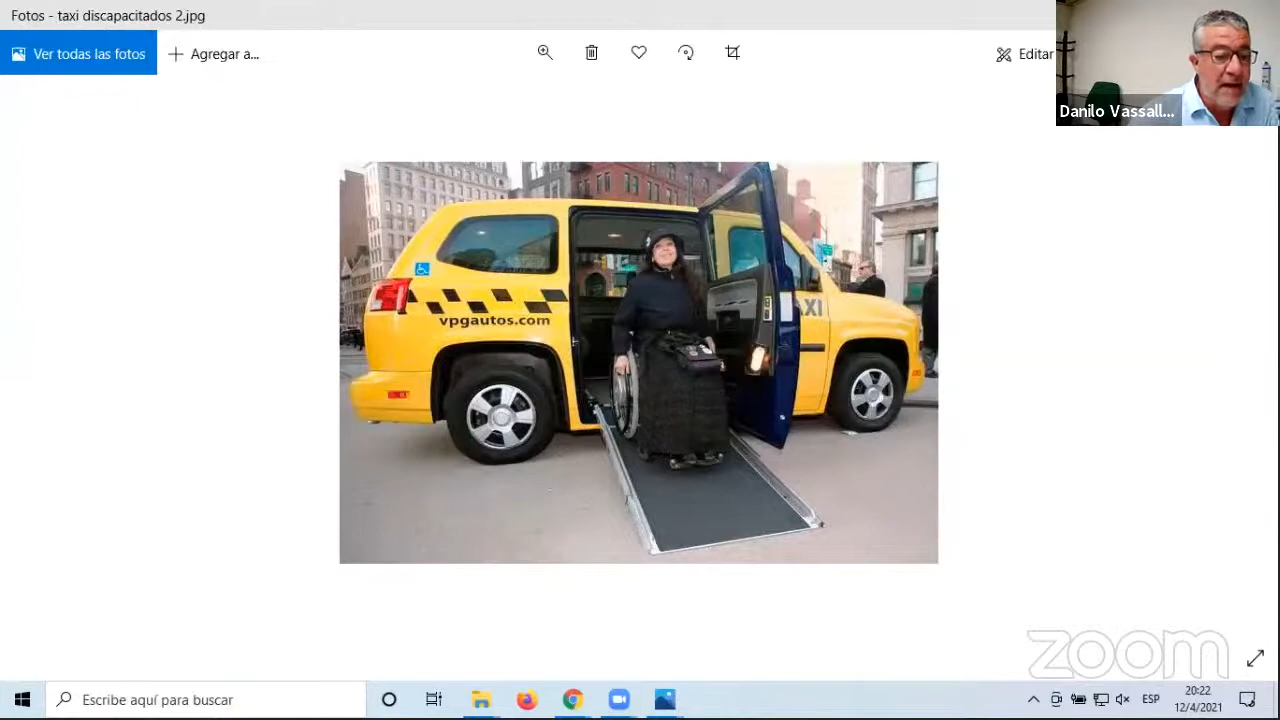 Fotos - taxi discapacitados 2.jpg
Ver todas las fotos
Agregar a...
Editar
Danilo Vassall...
vpgautos.com
AXI
zoom
Escribe aquí para buscar
ESP
20:22
12/4/2021